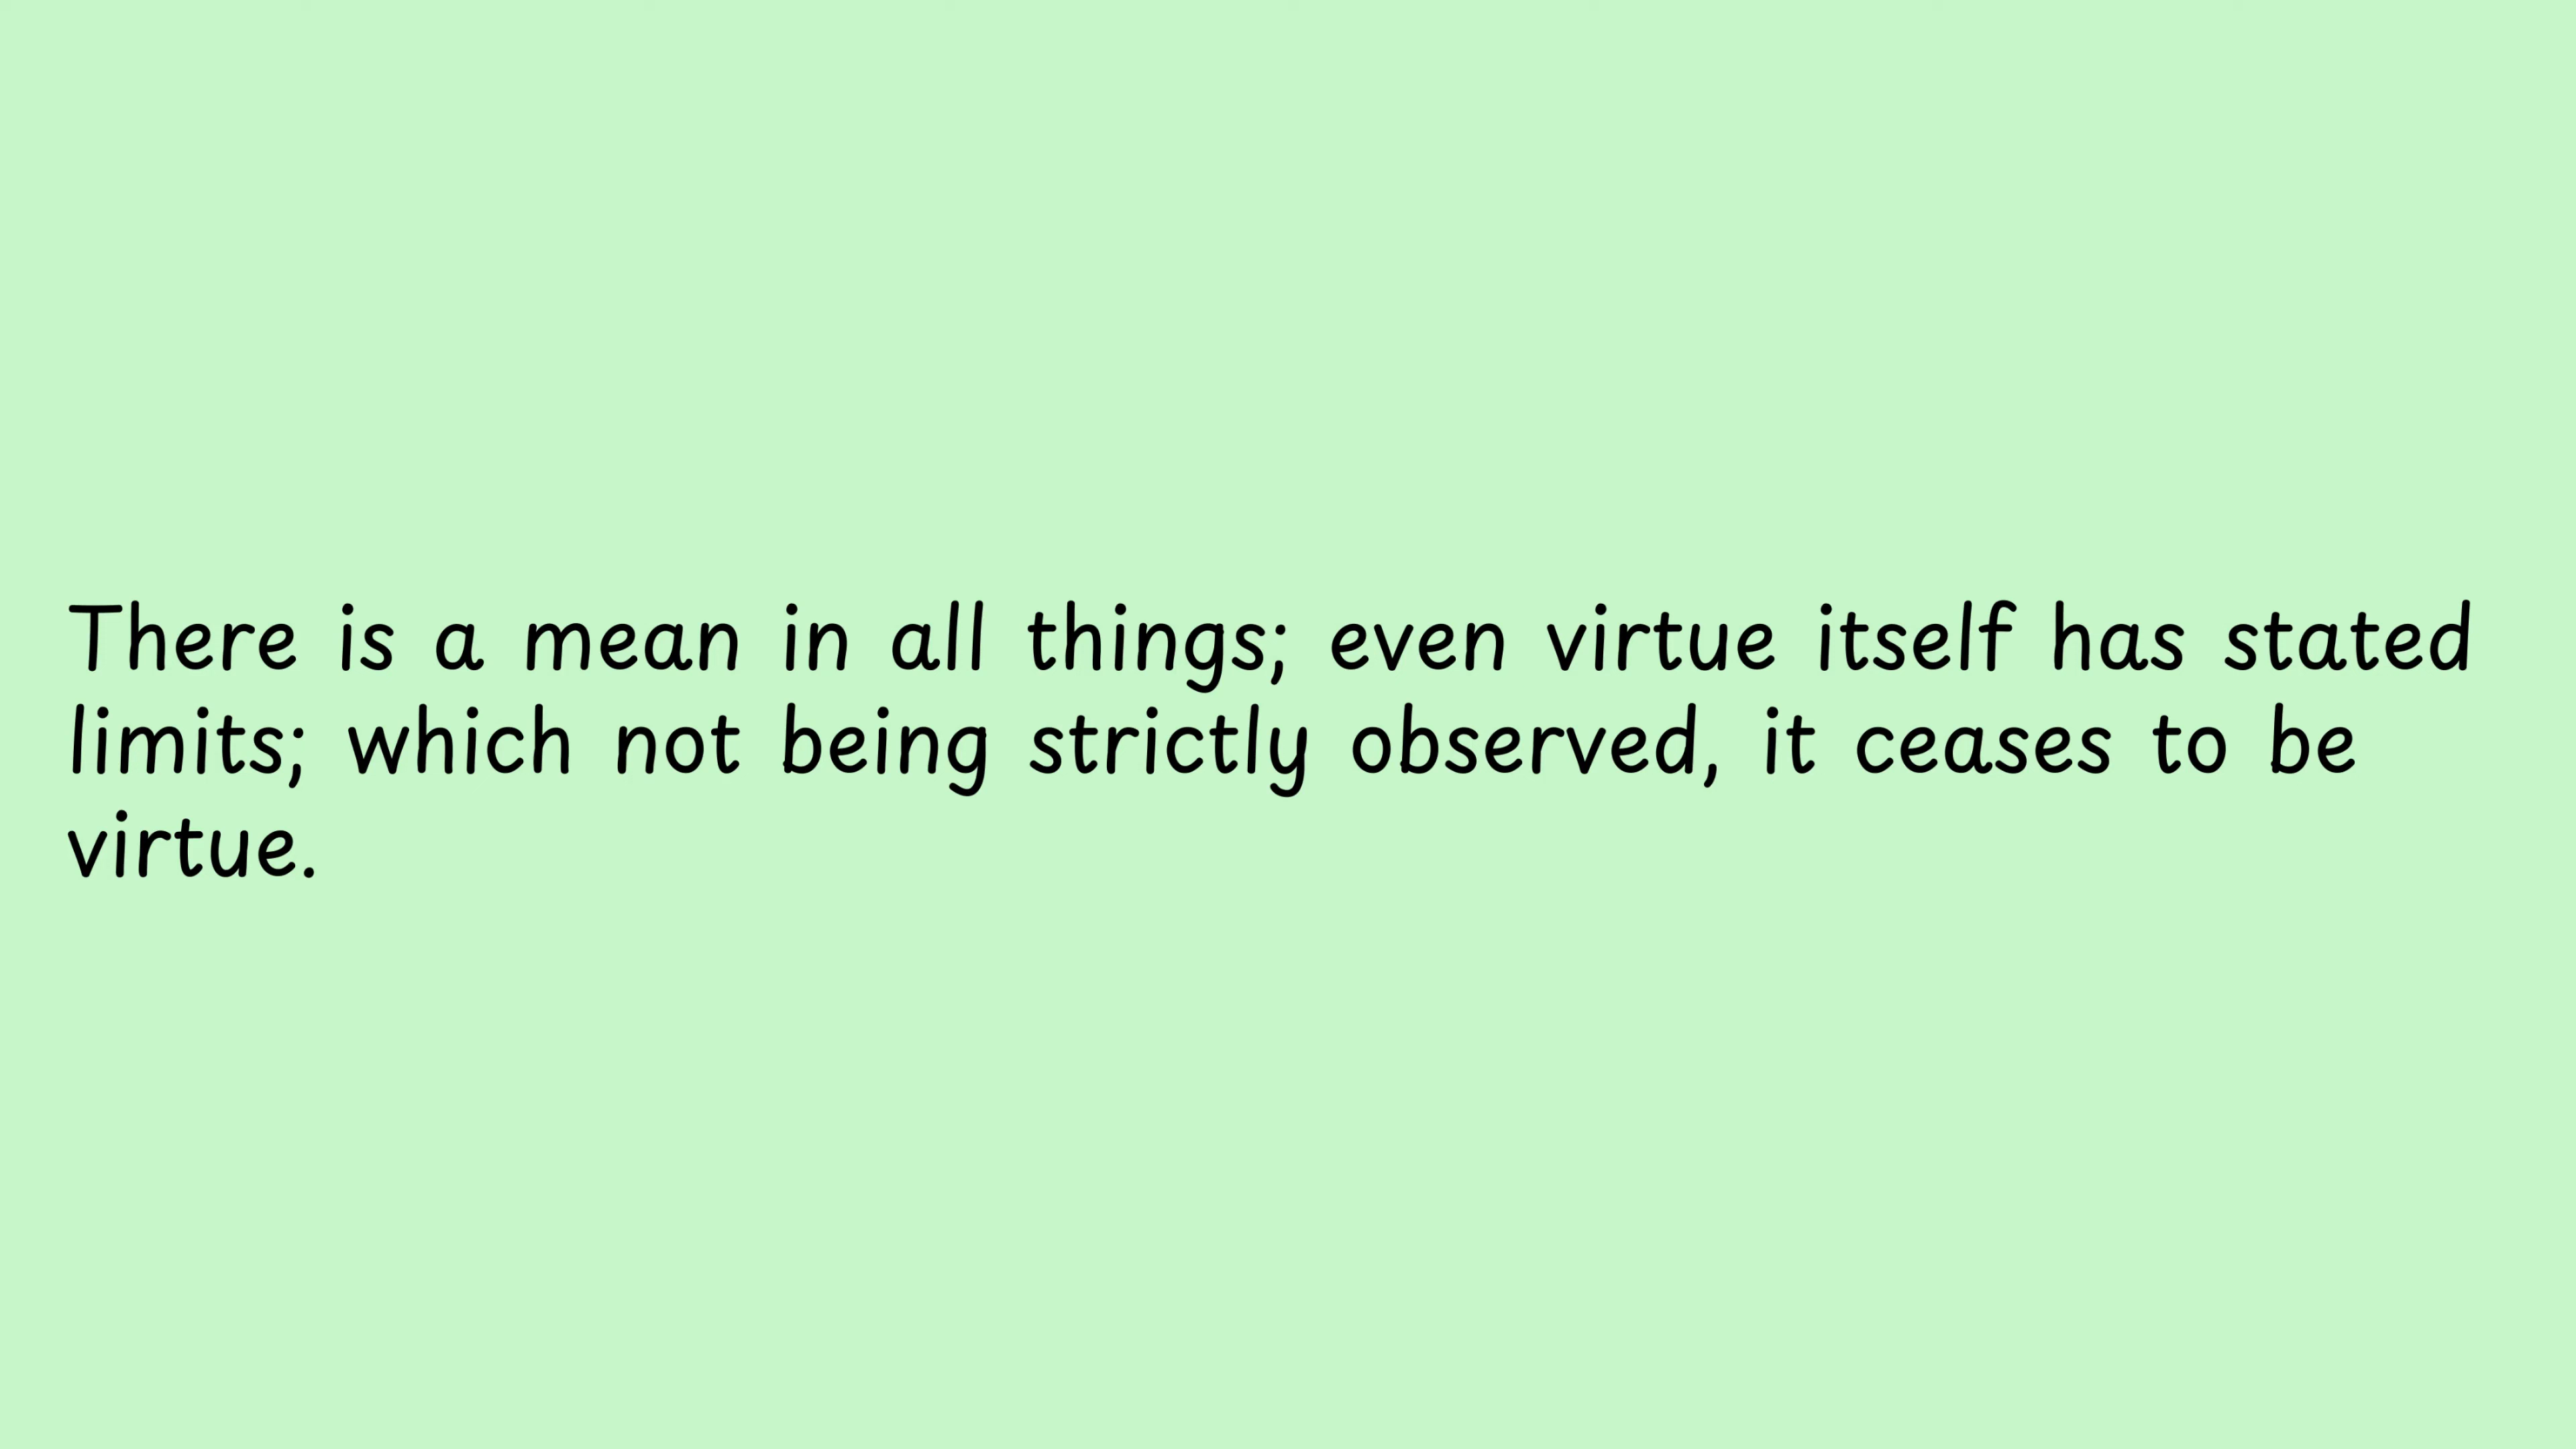 There is a mean in all things; even virtue itself has stated
limits; which not being strictly observed, it ceases to be
virtue.